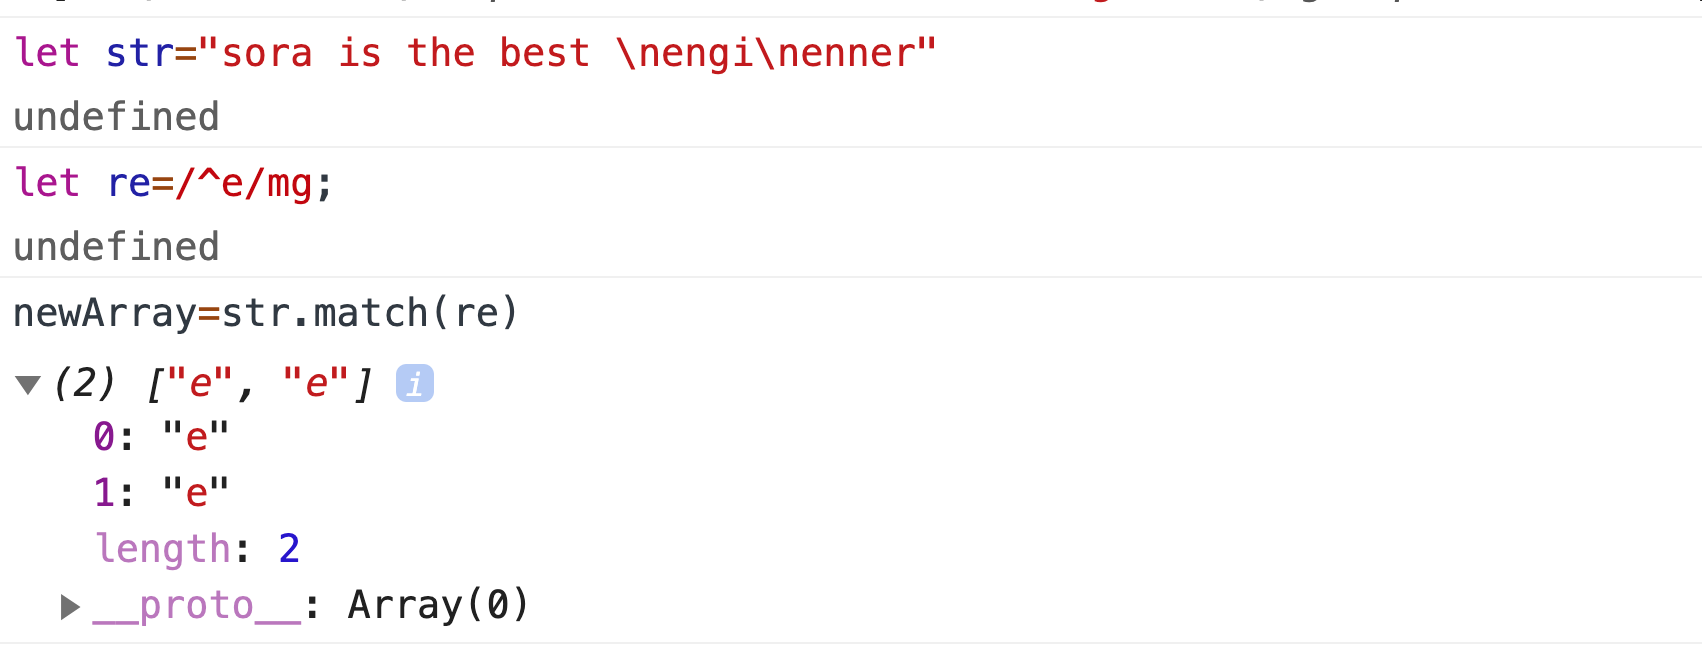 let str="sora is the best \nengi\nenner"
undefined
let re=/^e/mg;
undefined
newArray=str.match(re)
(2) ["e", "e"] i
0: "e"
1: "e"
length: 2
__proto__: Array(0)